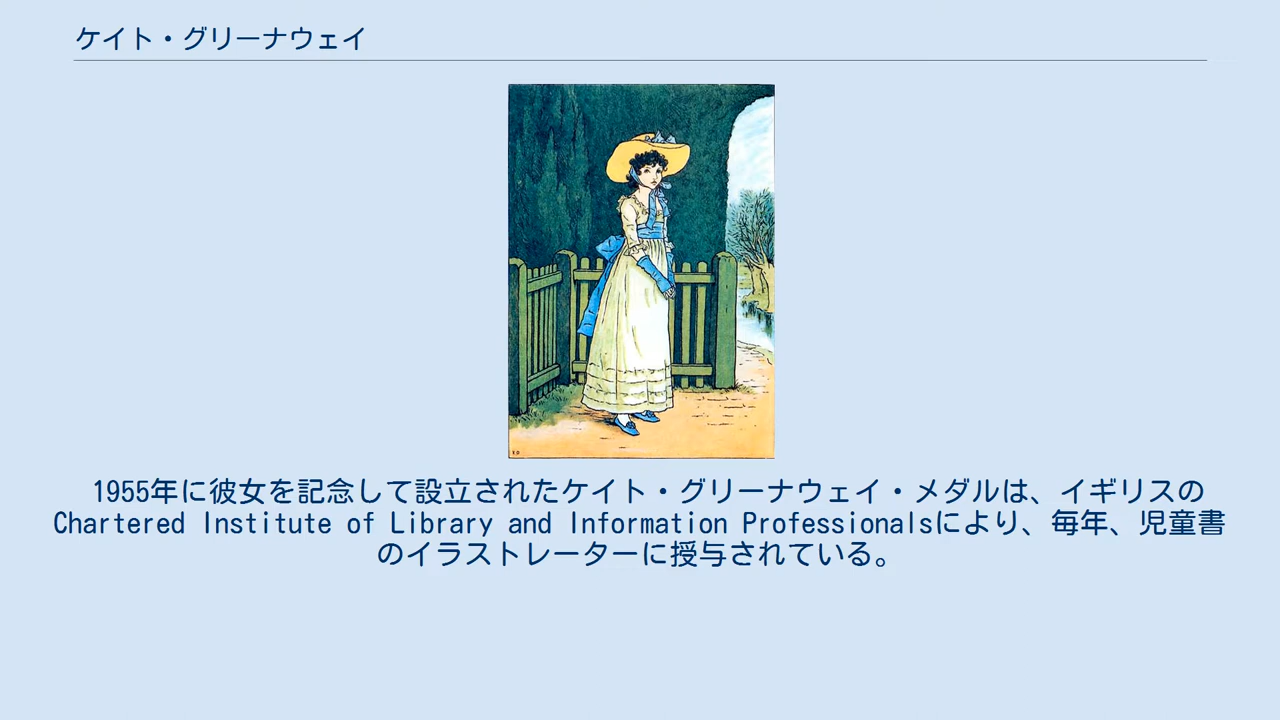 ケイト・グリーナウェイ
1955年に彼女を記念して設立されたケイト・グリーナウェイ・メダルは、イギリスの
Chartered Institute of Library and Information Professionalsにより、毎年、児童書
のイラストレーターに授与されている。